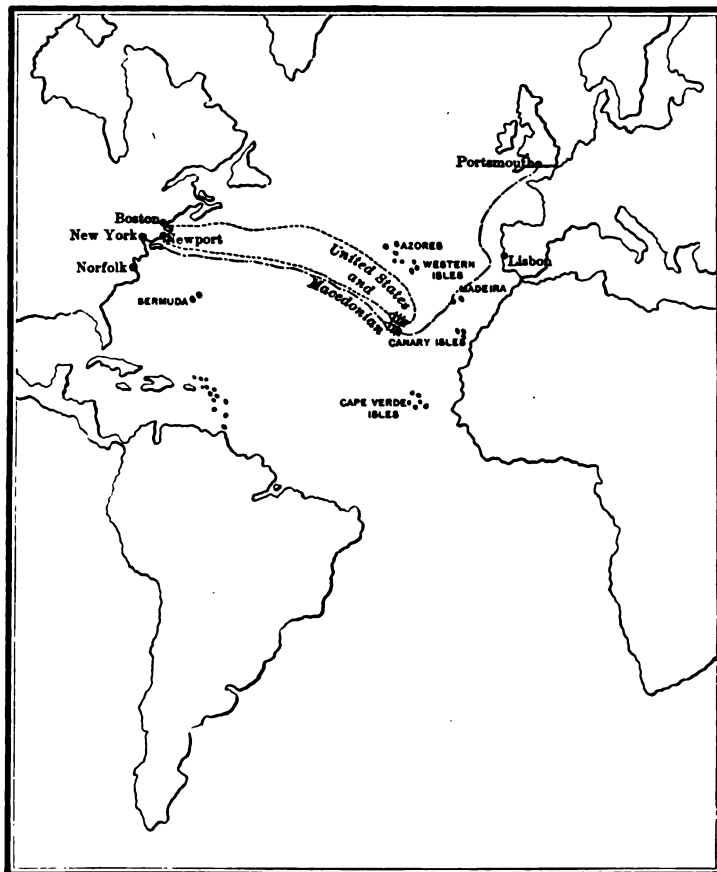 Portsmouth
Boston
New York
Newport
Norfolk
BERMUDA
United States
and
Macedonian
AZORES
WESTERN
ISLES
Lisbon
MADEIRA
CANARY ISLES
CAPE VERDE
ISLES